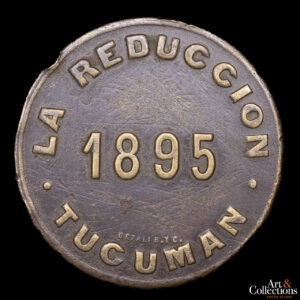 LA REDUCCION
1895
· TUCUMAN ·
Art &
Collections